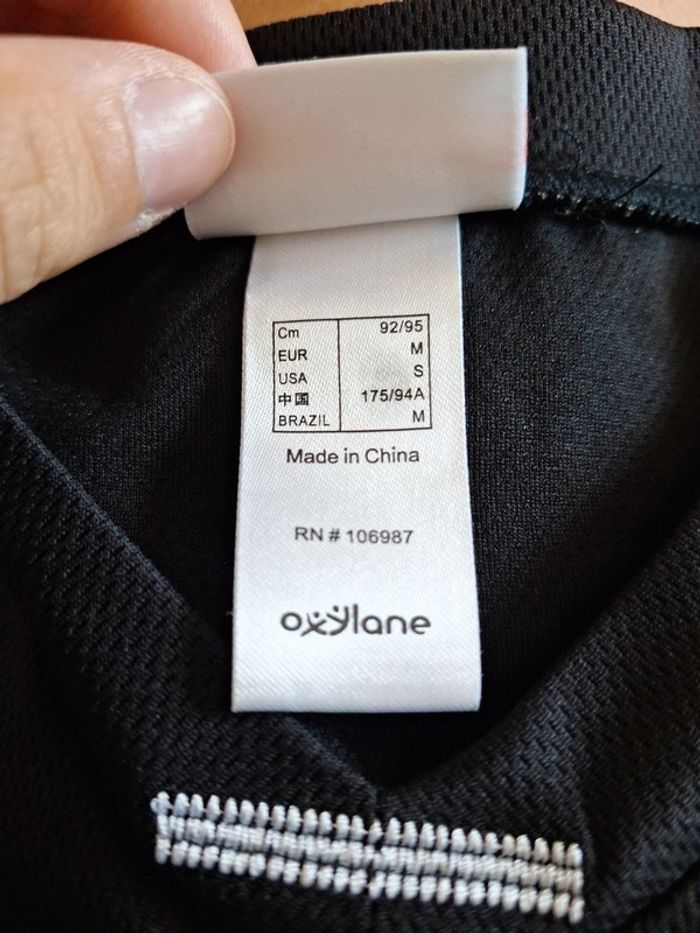 Cm 92/95
EUR M
USA S
中国 175/94A
BRAZIL M
Made in China
RN # 106987
oxylane